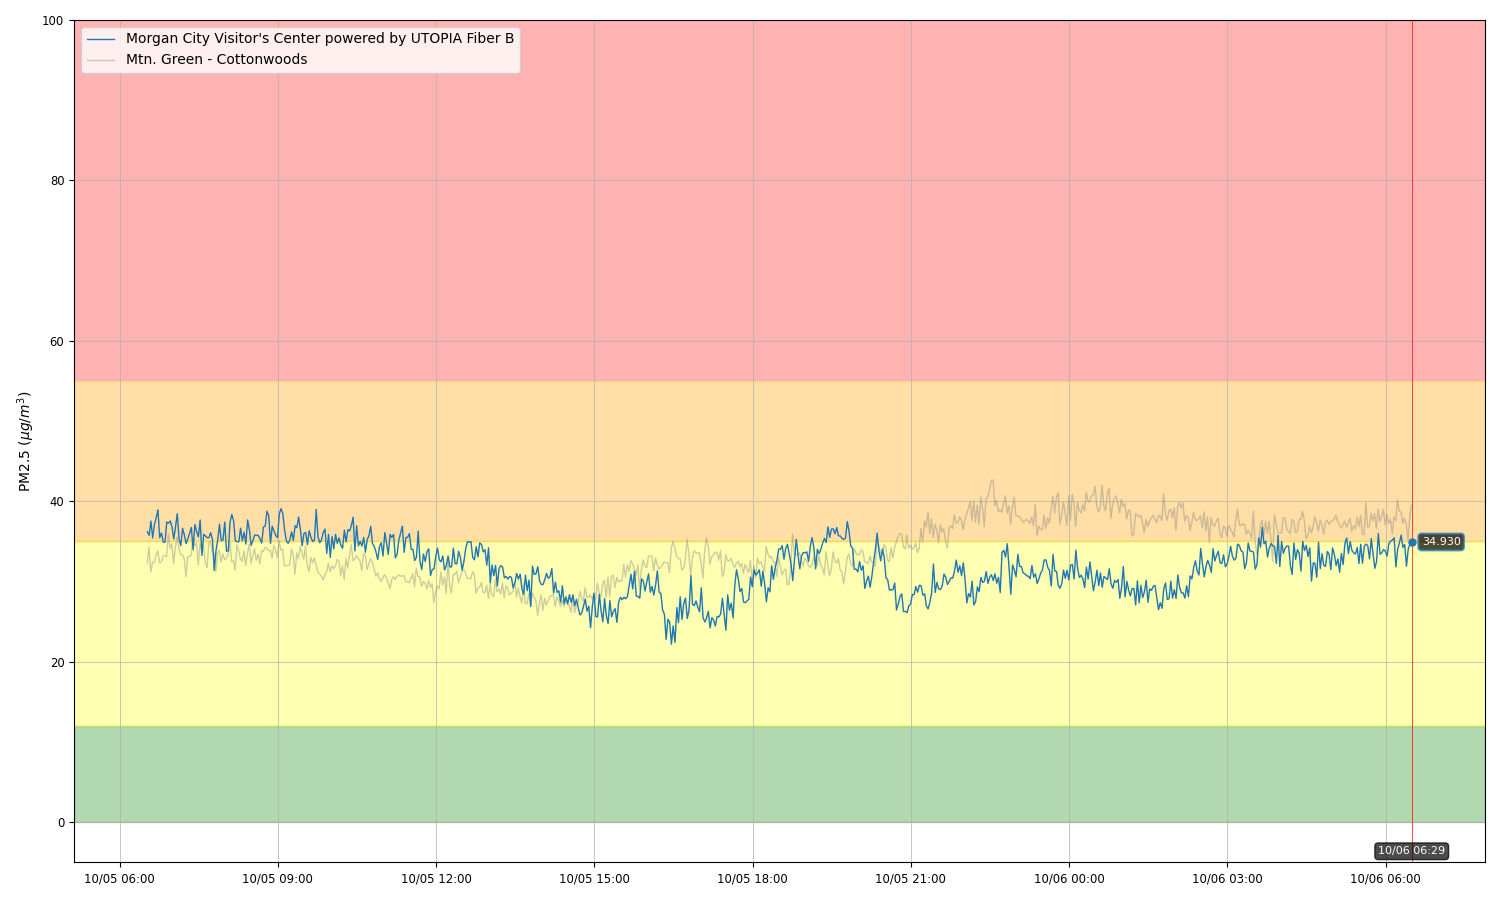 100
Morgan City Visitor's Center powered by UTOPIA Fiber B
Mtn. Green - Cottonwoods
80
60
PM2.5 (μg/m³)
40
34.930
20
0
10/06 06:29
10/05 06:00 10/05 09:00 10/05 12:00 10/05 15:00 10/05 18:00 10/05 21:00 10/06 00:00 10/06 03:00 10/06 06:00